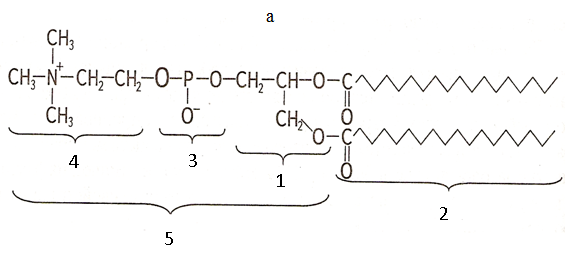 a
CH₃
CH₃–N⁺–CH₂–CH₂–O–P–O–CH₂–CH–O–C
CH₃ O⁻ CH₂ O
O–C
O
4 3 1 2
5